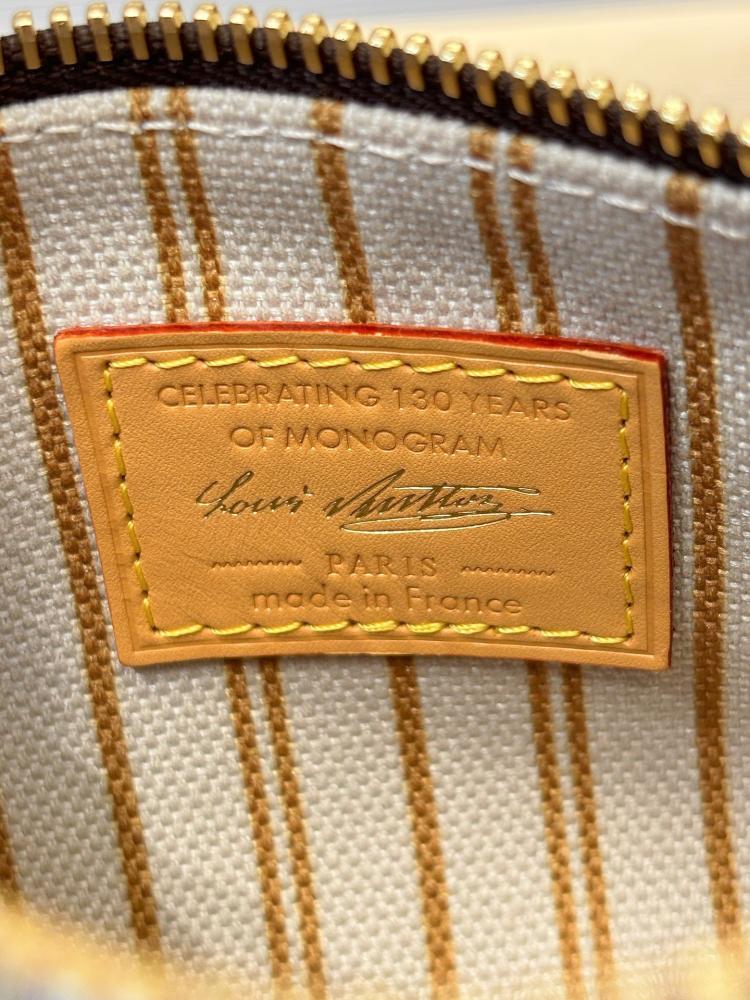 CELEBRATING 130 YEARS
OF MONOGRAM
Louis Vuitton
PARIS
made in France